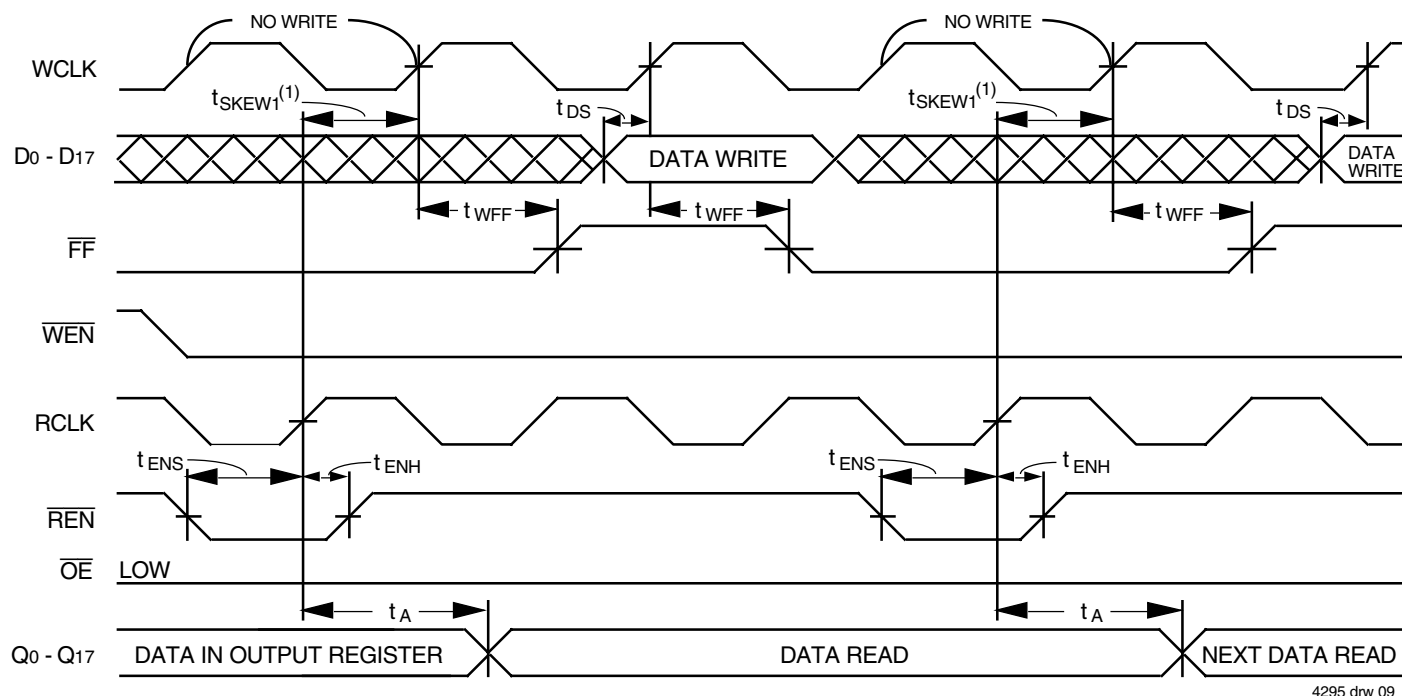 NO WRITE
NO WRITE
WCLK
tSKEW1(1)
tDS
tSKEW1(1)
tDS
D0 - D17
DATA WRITE
DATA
WRITE
tWFF
tWFF
tWFF
FF
WEN
RCLK
tENS
tENH
tENS
tENH
REN
OE
LOW
tA
tA
Q0 - Q17
DATA IN OUTPUT REGISTER
DATA READ
NEXT DATA READ
4295 drw 09